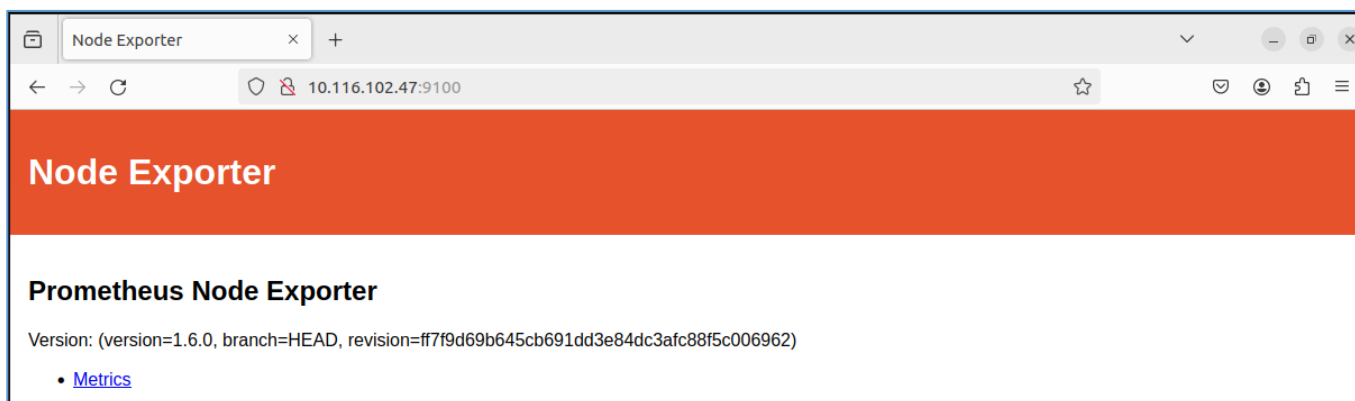 Node Exporter
10.116.102.47:9100
Node Exporter
Prometheus Node Exporter
Version: (version=1.6.0, branch=HEAD, revision=ff7f9d69b645cb691dd3e84dc3afc88f5c006962)
• Metrics